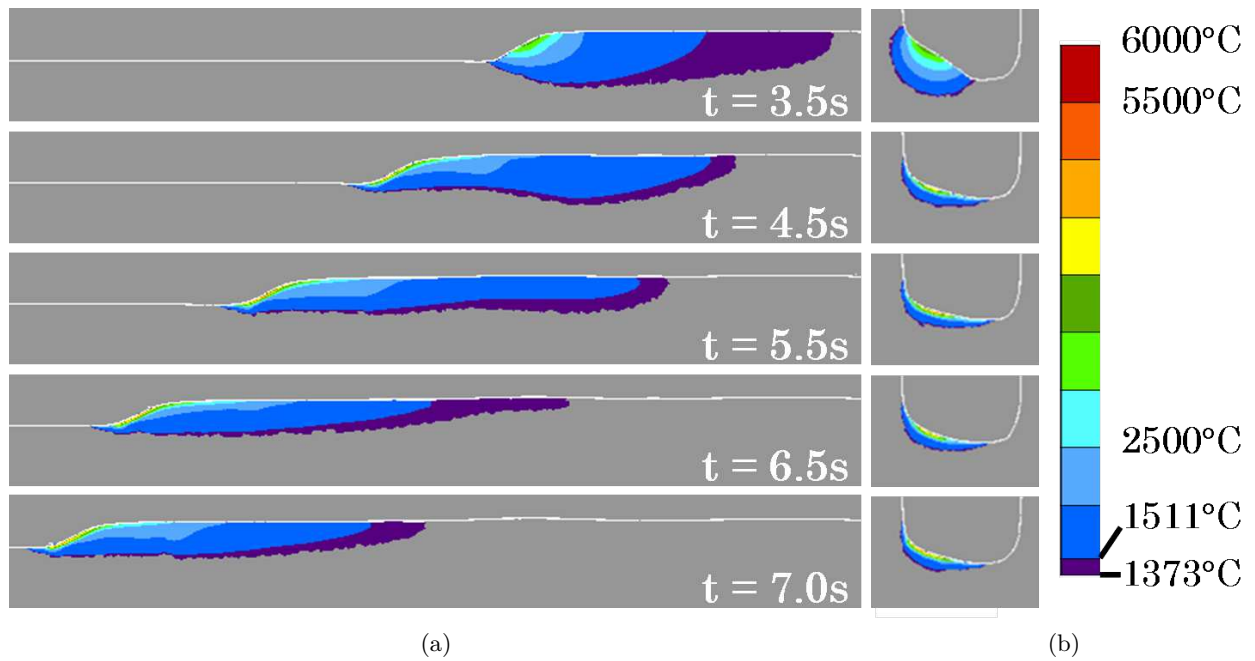 t = 3.5s
t = 4.5s
t = 5.5s
t = 6.5s
t = 7.0s
6000°C
5500°C
2500°C
1511°C
1373°C
(a)
(b)